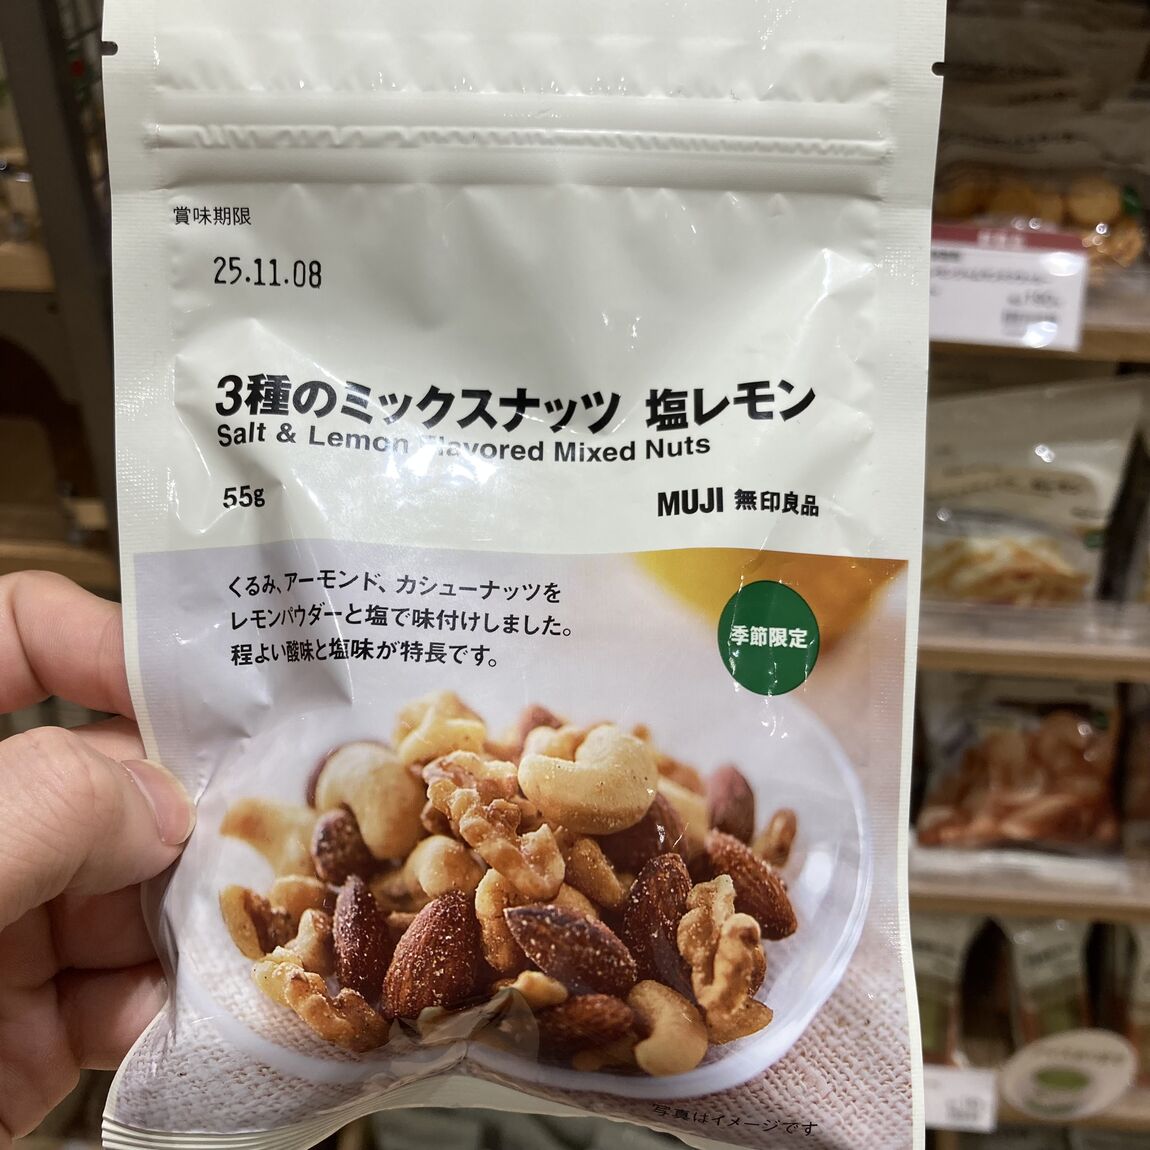 賞味期限
25.11.08
3種のミックスナッツ 塩レモン
Salt & Lemon Flavored Mixed Nuts
55g
MUJI 無印良品
くるみ、アーモンド、カシューナッツを
レモンパウダーと塩で味付けしました。
程よい酸味と塩味が特長です。
季節限定
写真はイメージです